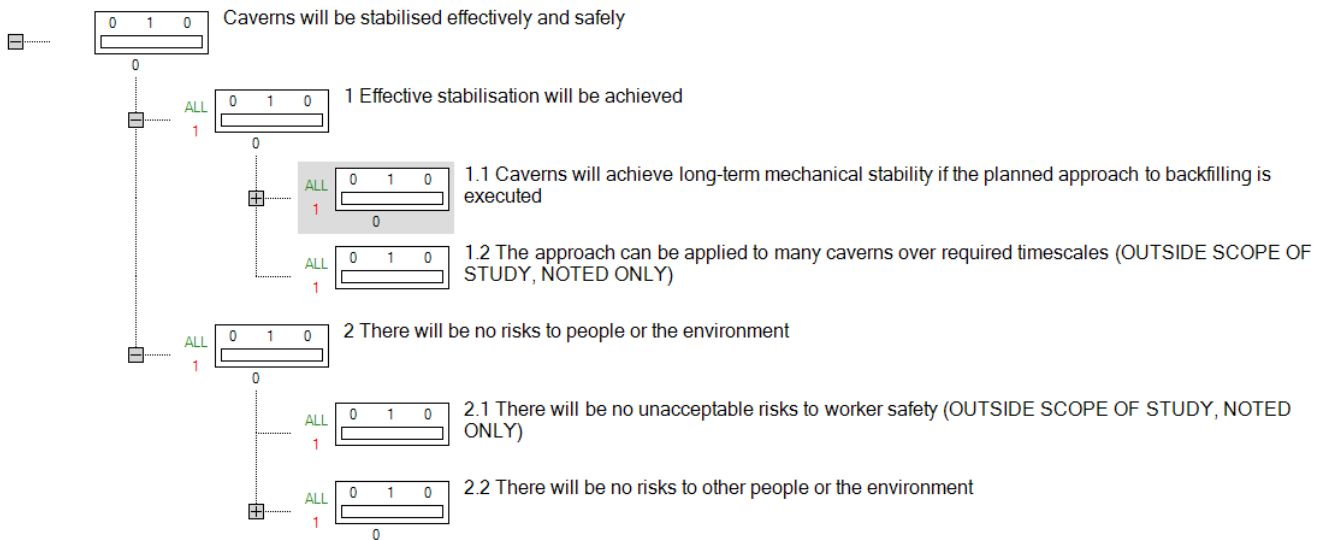 0 1 0 Caverns will be stabilised effectively and safely
0
ALL 0 1 0 1 Effective stabilisation will be achieved
1
0
ALL 0 1 0 1.1 Caverns will achieve long-term mechanical stability if the planned approach to backfilling is
1 executed
0
ALL 0 1 0 1.2 The approach can be applied to many caverns over required timescales (OUTSIDE SCOPE OF
1 STUDY, NOTED ONLY)
ALL 0 1 0 2 There will be no risks to people or the environment
1
0
ALL 0 1 0 2.1 There will be no unacceptable risks to worker safety (OUTSIDE SCOPE OF STUDY, NOTED
1 ONLY)
ALL 0 1 0 2.2 There will be no risks to other people or the environment
1
0